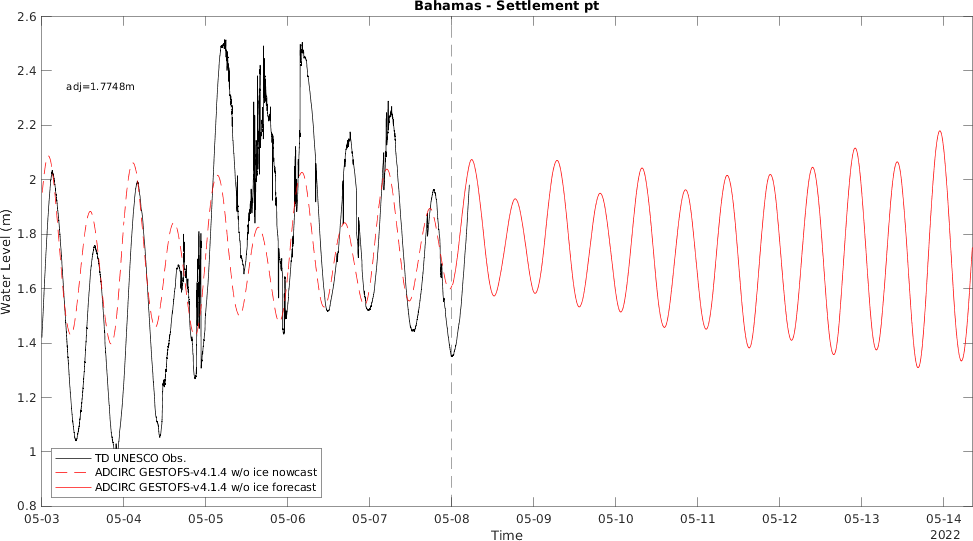 Bahamas - Settlement pt
2.6
2.4
2.2
2
1.8
1.6
1.4
1.2
1
0.8
Water Level (m)
adj=1.7748m
TD UNESCO Obs.
ADCIRC GESTOFS-v4.1.4 w/o ice nowcast
ADCIRC GESTOFS-v4.1.4 w/o ice forecast
05-03 05-04 05-05 05-06 05-07 05-08 05-09 05-10 05-11 05-12 05-13 05-14
2022
Time